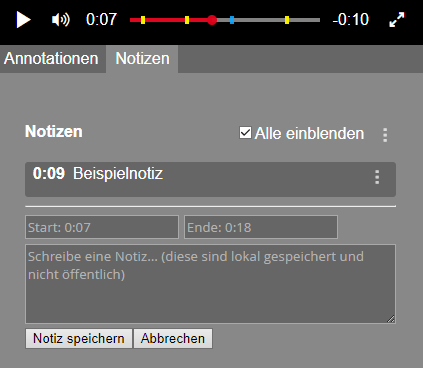 0:07 -0:10
Annotationen Notizen
Notizen Alle einblenden
0:09 Beispielnotiz
Start: 0:07 Ende: 0:18
Schreibe eine Notiz... (diese sind lokal gespeichert und
nicht öffentlich)
Notiz speichern Abbrechen